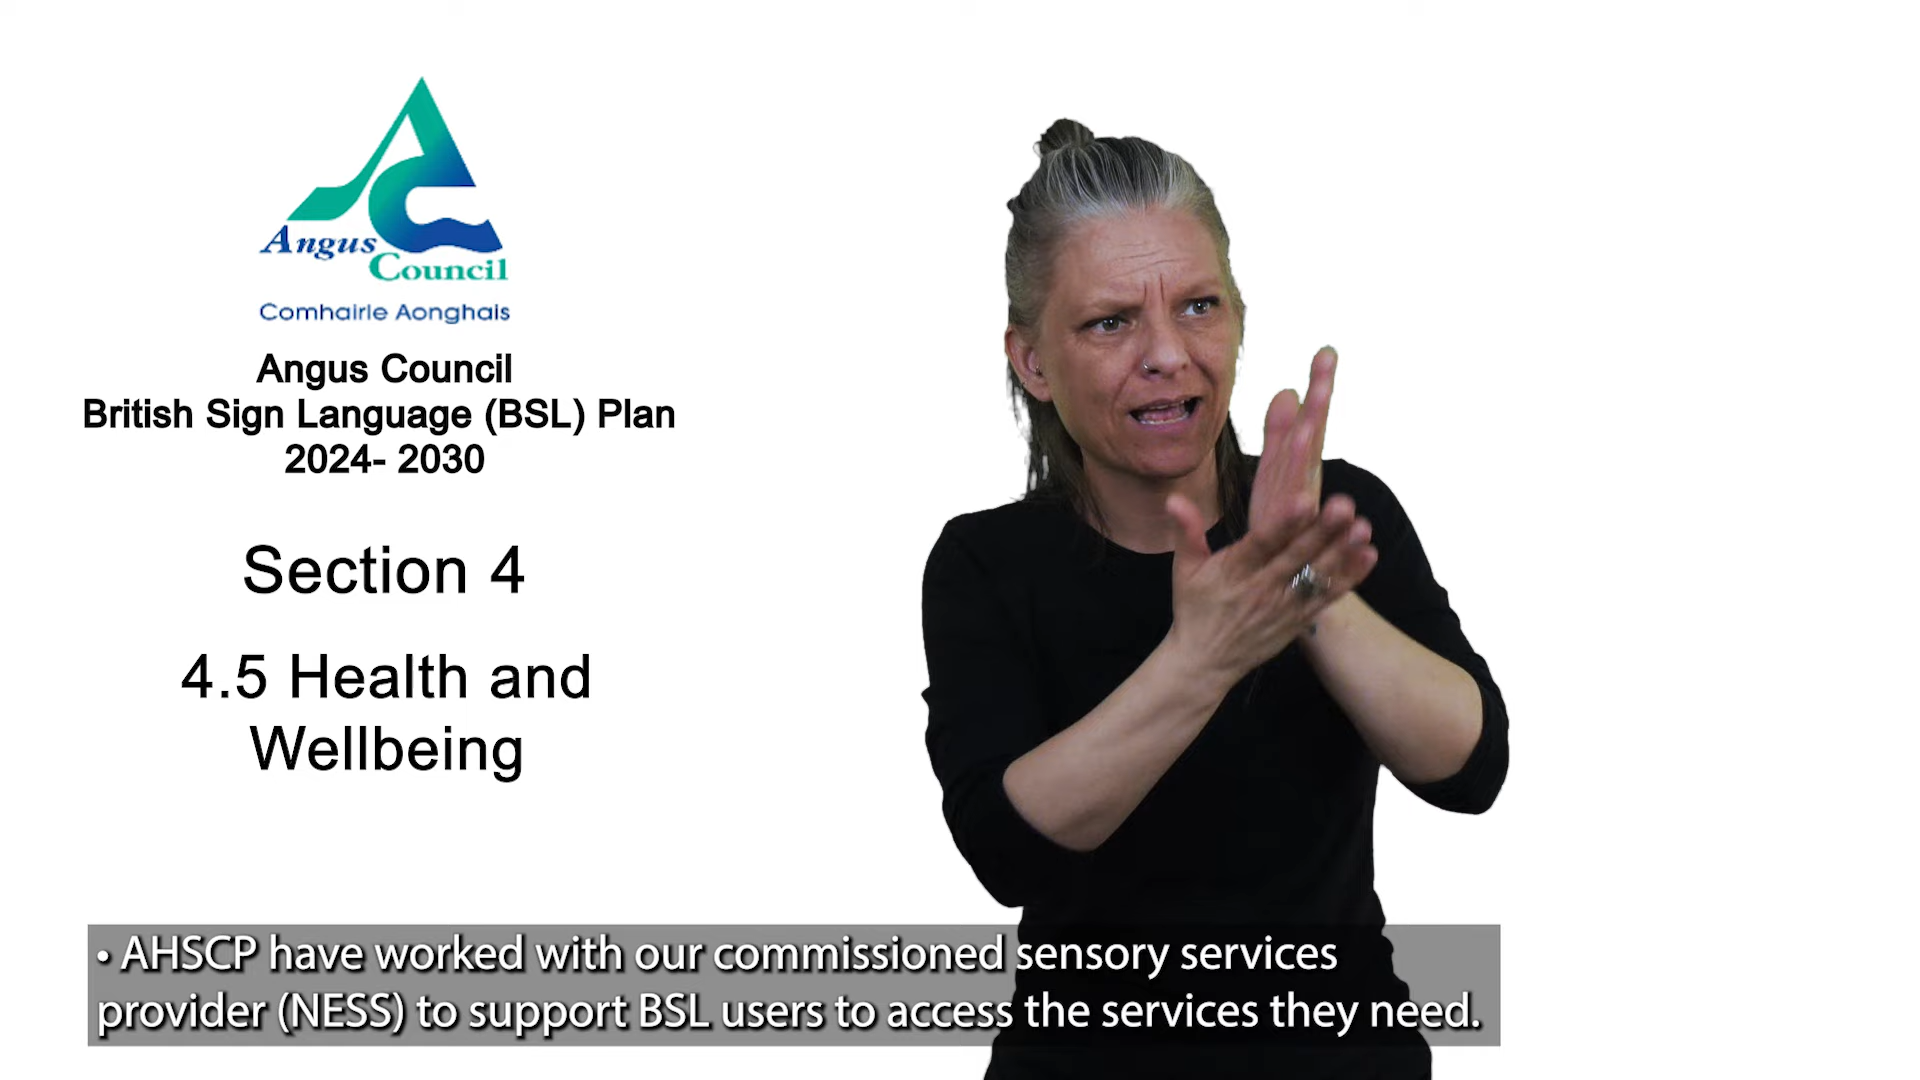 Angus
Council
Comhairle Aonghais
Angus Council
British Sign Language (BSL) Plan
2024- 2030
Section 4
4.5 Health and
Wellbeing
• AHSCP have worked with our commissioned sensory services
provider (NESS) to support BSL users to access the services they need.